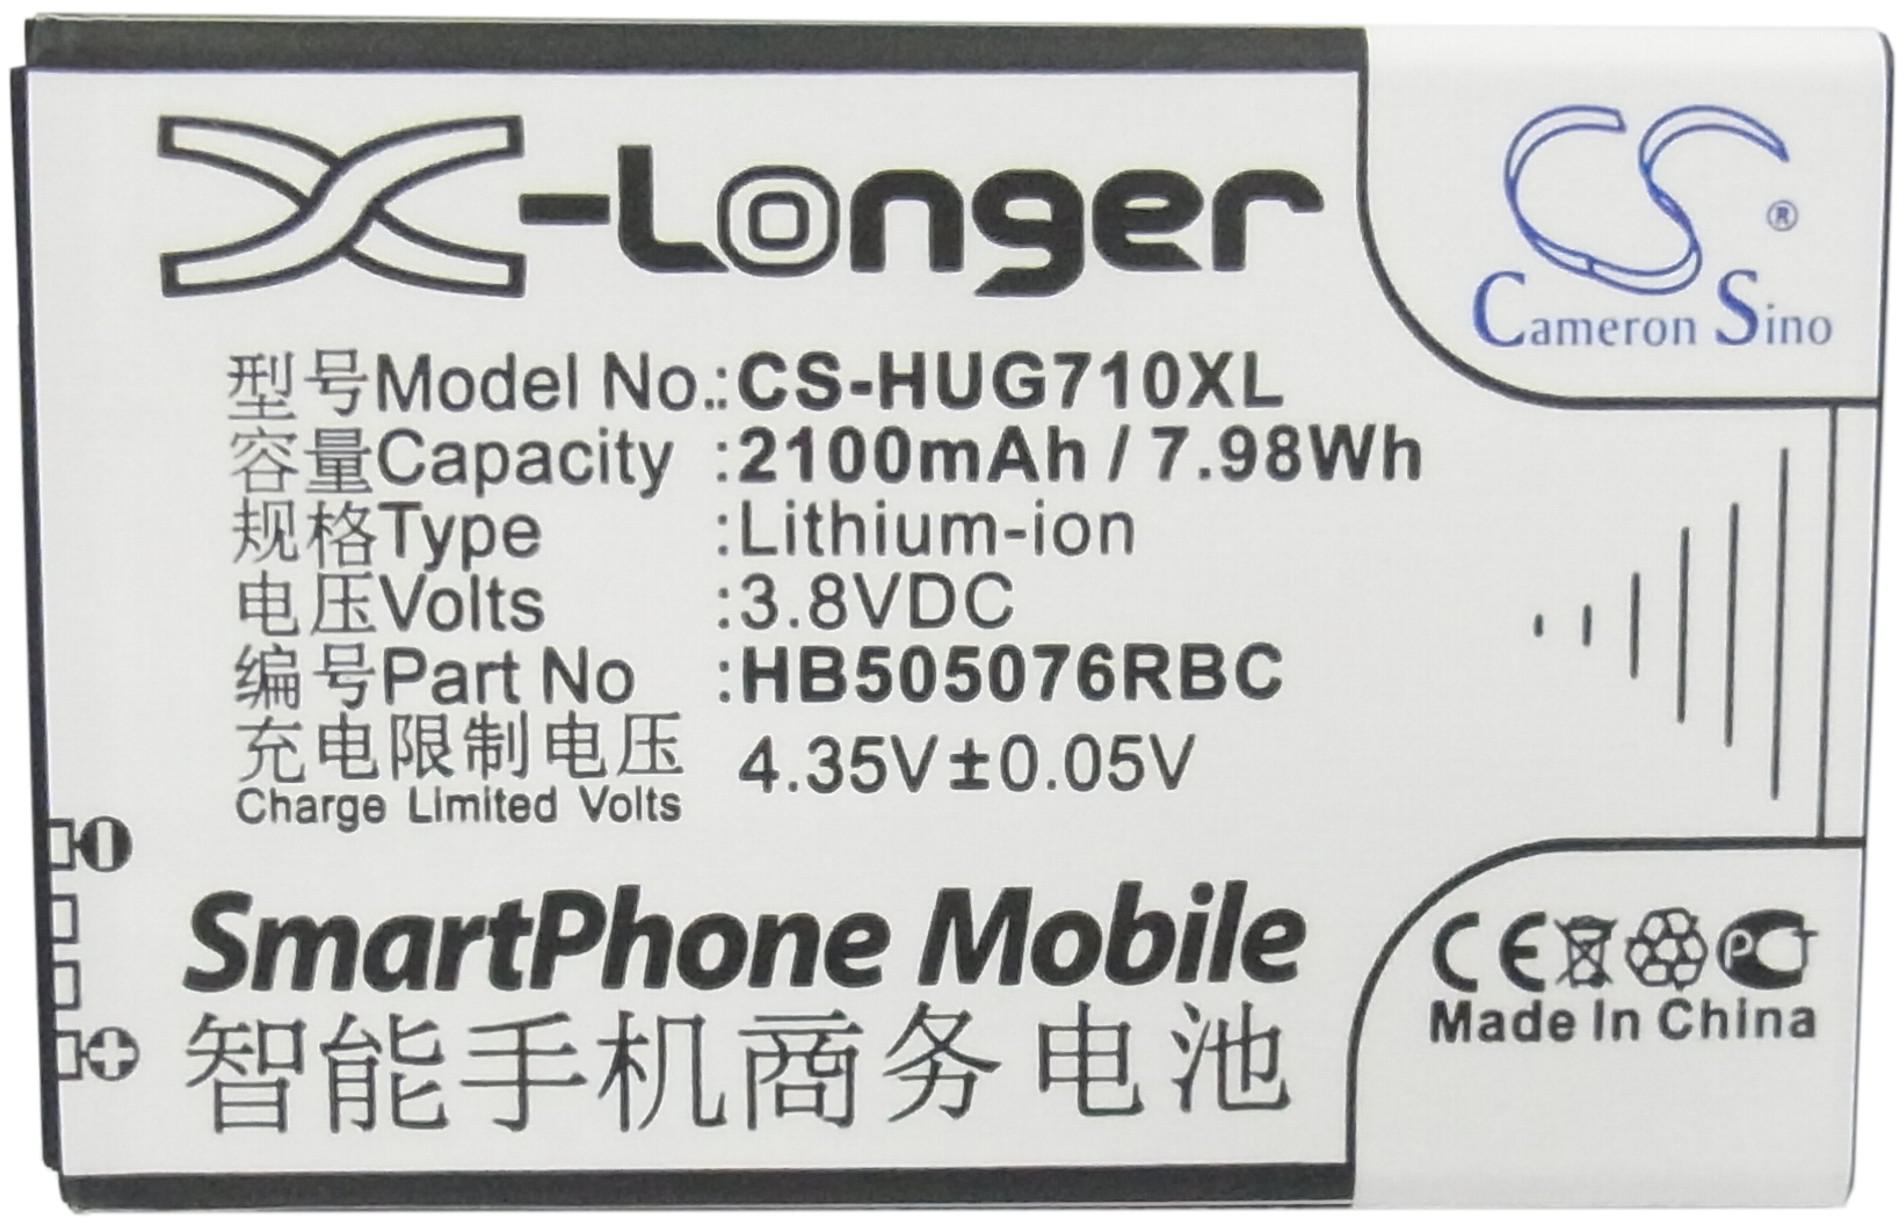 X-Longer
CS®
Cameron Sino
型号Model No.:CS-HUG710XL
容量Capacity :2100mAh / 7.98Wh
规格Type :Lithium-ion
电压Volts :3.8VDC
编号Part No :HB505076RBC
充电限制电压 4.35V±0.05V
Charge Limited Volts
SmartPhone Mobile
智能手机商务电池
CE PCT
Made In China